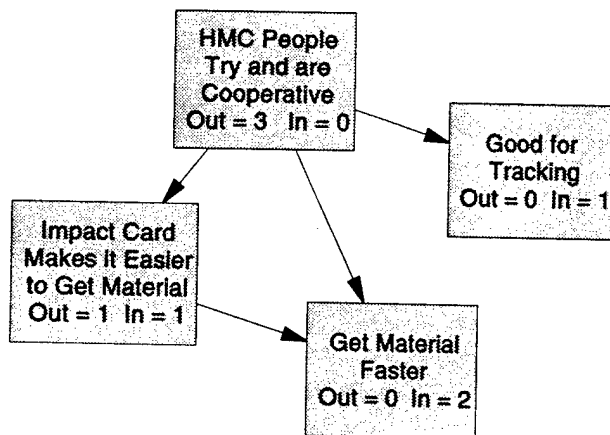 HMC People
Try and are
Cooperative
Out = 3 In = 0
Good for
Tracking
Out = 0 In = 1
Impact Card
Makes It Easier
to Get Material
Out = 1 In = 1
Get Material
Faster
Out = 0 In = 2